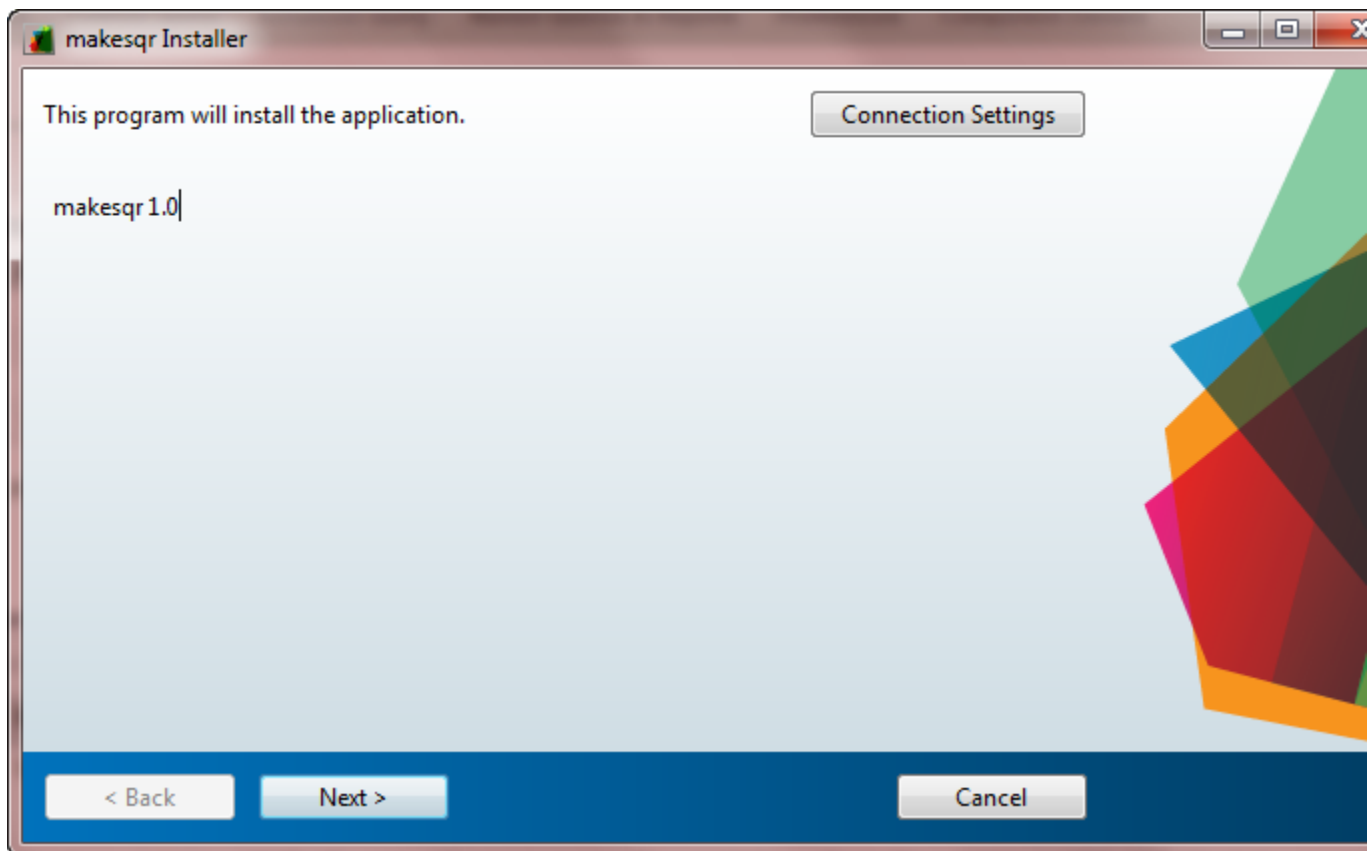 makesqr Installer
This program will install the application.
Connection Settings
makesqr 1.0
< Back
Next >
Cancel